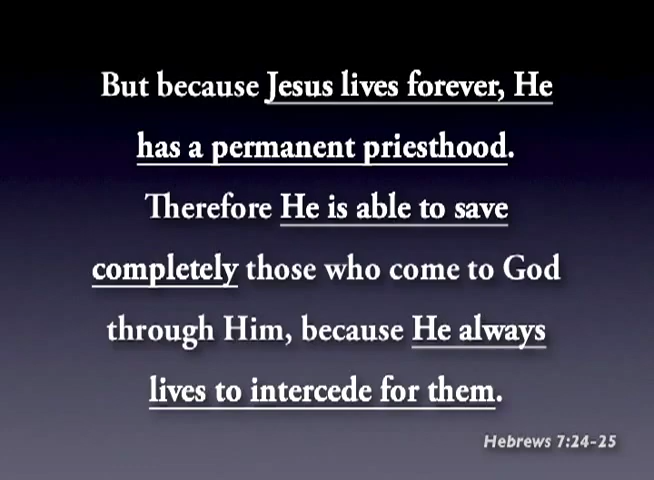 But because Jesus lives forever, He
has a permanent priesthood.
Therefore He is able to save
completely those who come to God
through Him, because He always
lives to intercede for them.
Hebrews 7:24-25